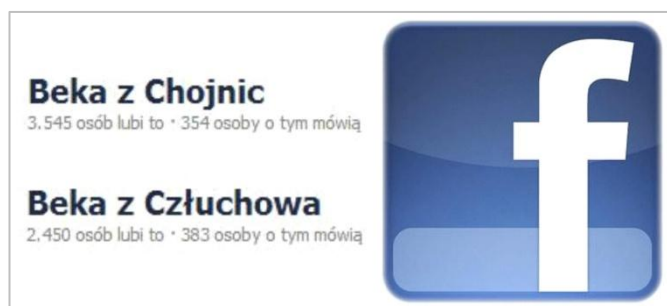 Beka z Chojnic
3.545 osób lubi to · 354 osoby o tym mówią
Beka z Człuchowa
2.450 osób lubi to · 383 osoby o tym mówią
f